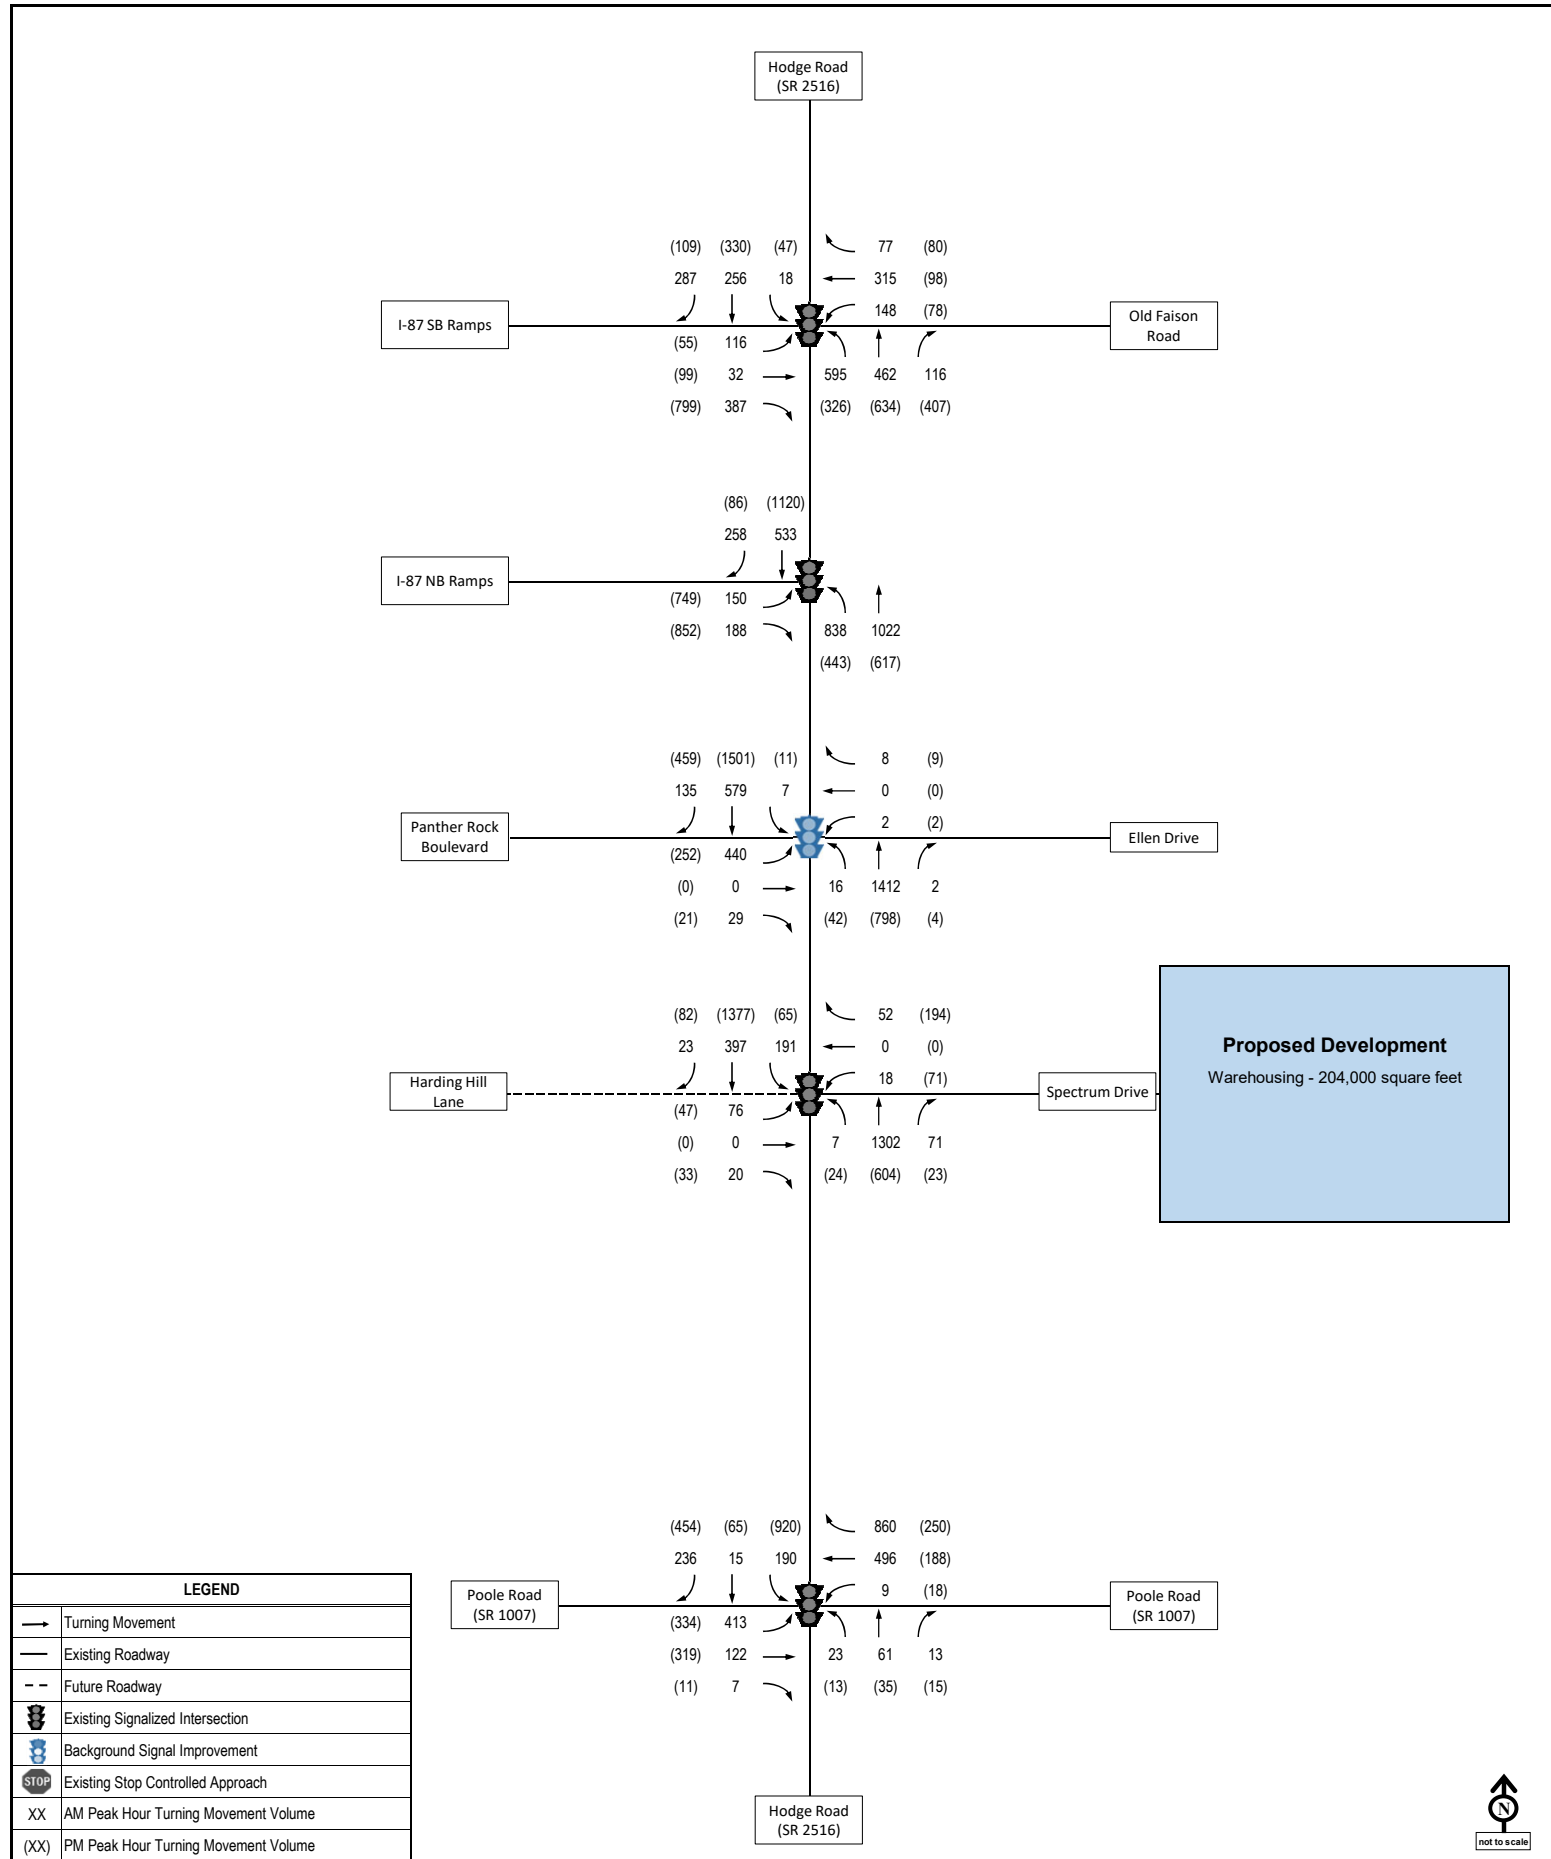 Hodge Road
(SR 2516)
(109) (330) (47) 77 (80)
287 256 18 315 (98)
148 (78)
I-87 SB Ramps
Old Faison
Road
(55) 116
(99) 32 595 462 116
(799) 387 (326) (634) (407)
(86) (1120)
258 533
I-87 NB Ramps
(749) 150
(852) 188 838 1022
(443) (617)
(459) (1501) (11) 8 (9)
135 579 7 0 (0)
2 (2)
Panther Rock
Boulevard
Ellen Drive
(252) 440
(0) 0 16 1412 2
(21) 29 (42) (798) (4)
(82) (1377) (65) 52 (194)
23 397 191 0 (0)
18 (71)
Harding Hill
Lane
Spectrum Drive
Proposed Development
Warehousing - 204,000 square feet
(47) 76
(0) 0 7 1302 71
(33) 20 (24) (604) (23)
(454) (65) (920) 860 (250)
236 15 190 496 (188)
9 (18)
Poole Road
(SR 1007)
Poole Road
(SR 1007)
(334) 413
(319) 122 23 61 13
(11) 7 (13) (35) (15)
Hodge Road
(SR 2516)
LEGEND
Turning Movement
Existing Roadway
Future Roadway
Existing Signalized Intersection
Background Signal Improvement
STOP Existing Stop Controlled Approach
XX AM Peak Hour Turning Movement Volume
(XX) PM Peak Hour Turning Movement Volume
N
not to scale